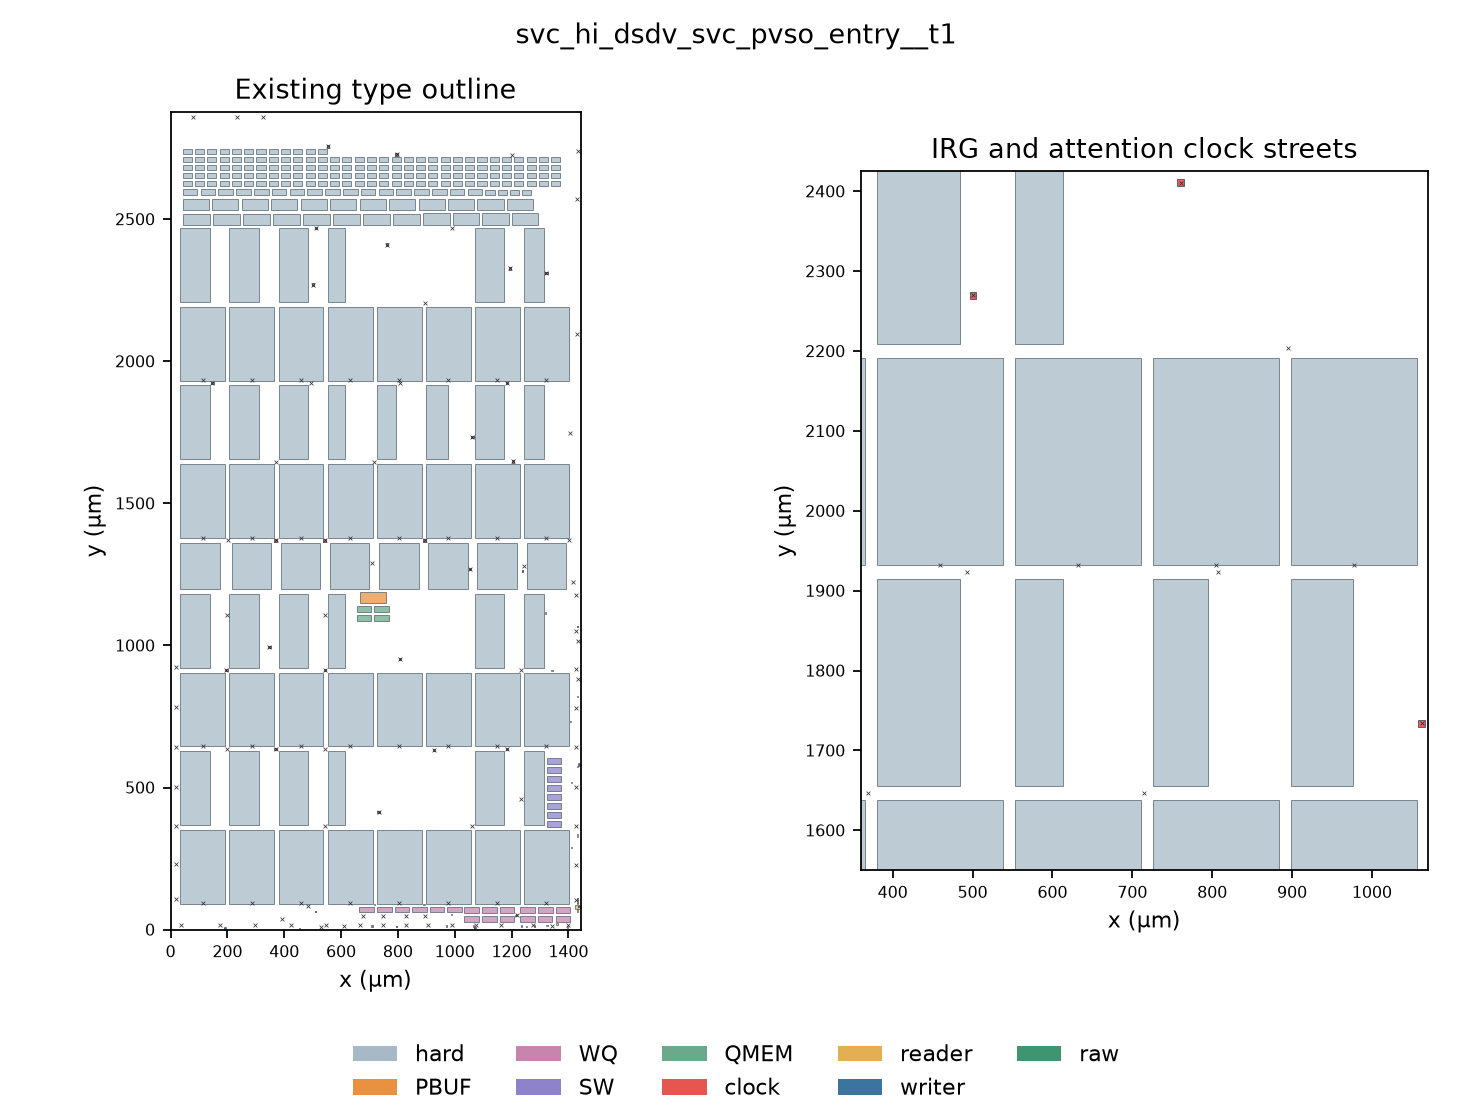 svc_hi_dsdv_svc_pvso_entry__t1
Existing type outline
IRG and attention clock streets
y (µm)
2500
2000
1500
1000
500
0
0 200 400 600 800 1000 1200 1400
x (µm)
y (µm)
2400
2300
2200
2100
2000
1900
1800
1700
1600
400 500 600 700 800 900 1000
x (µm)
hard WQ QMEM reader raw
PBUF SW clock writer